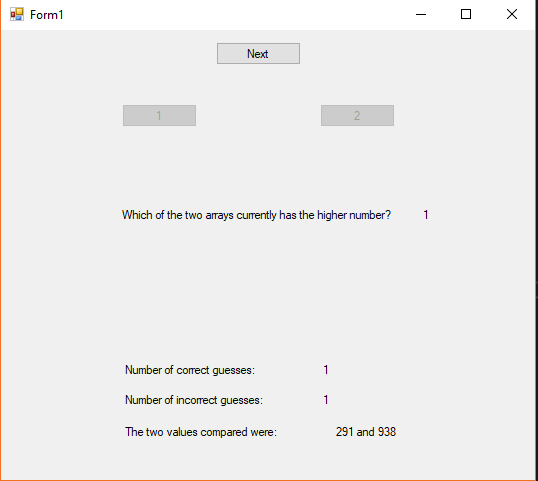 Form1
Next
1 2
Which of the two arrays currently has the higher number? 1
Number of correct guesses: 1
Number of incorrect guesses: 1
The two values compared were: 291 and 938